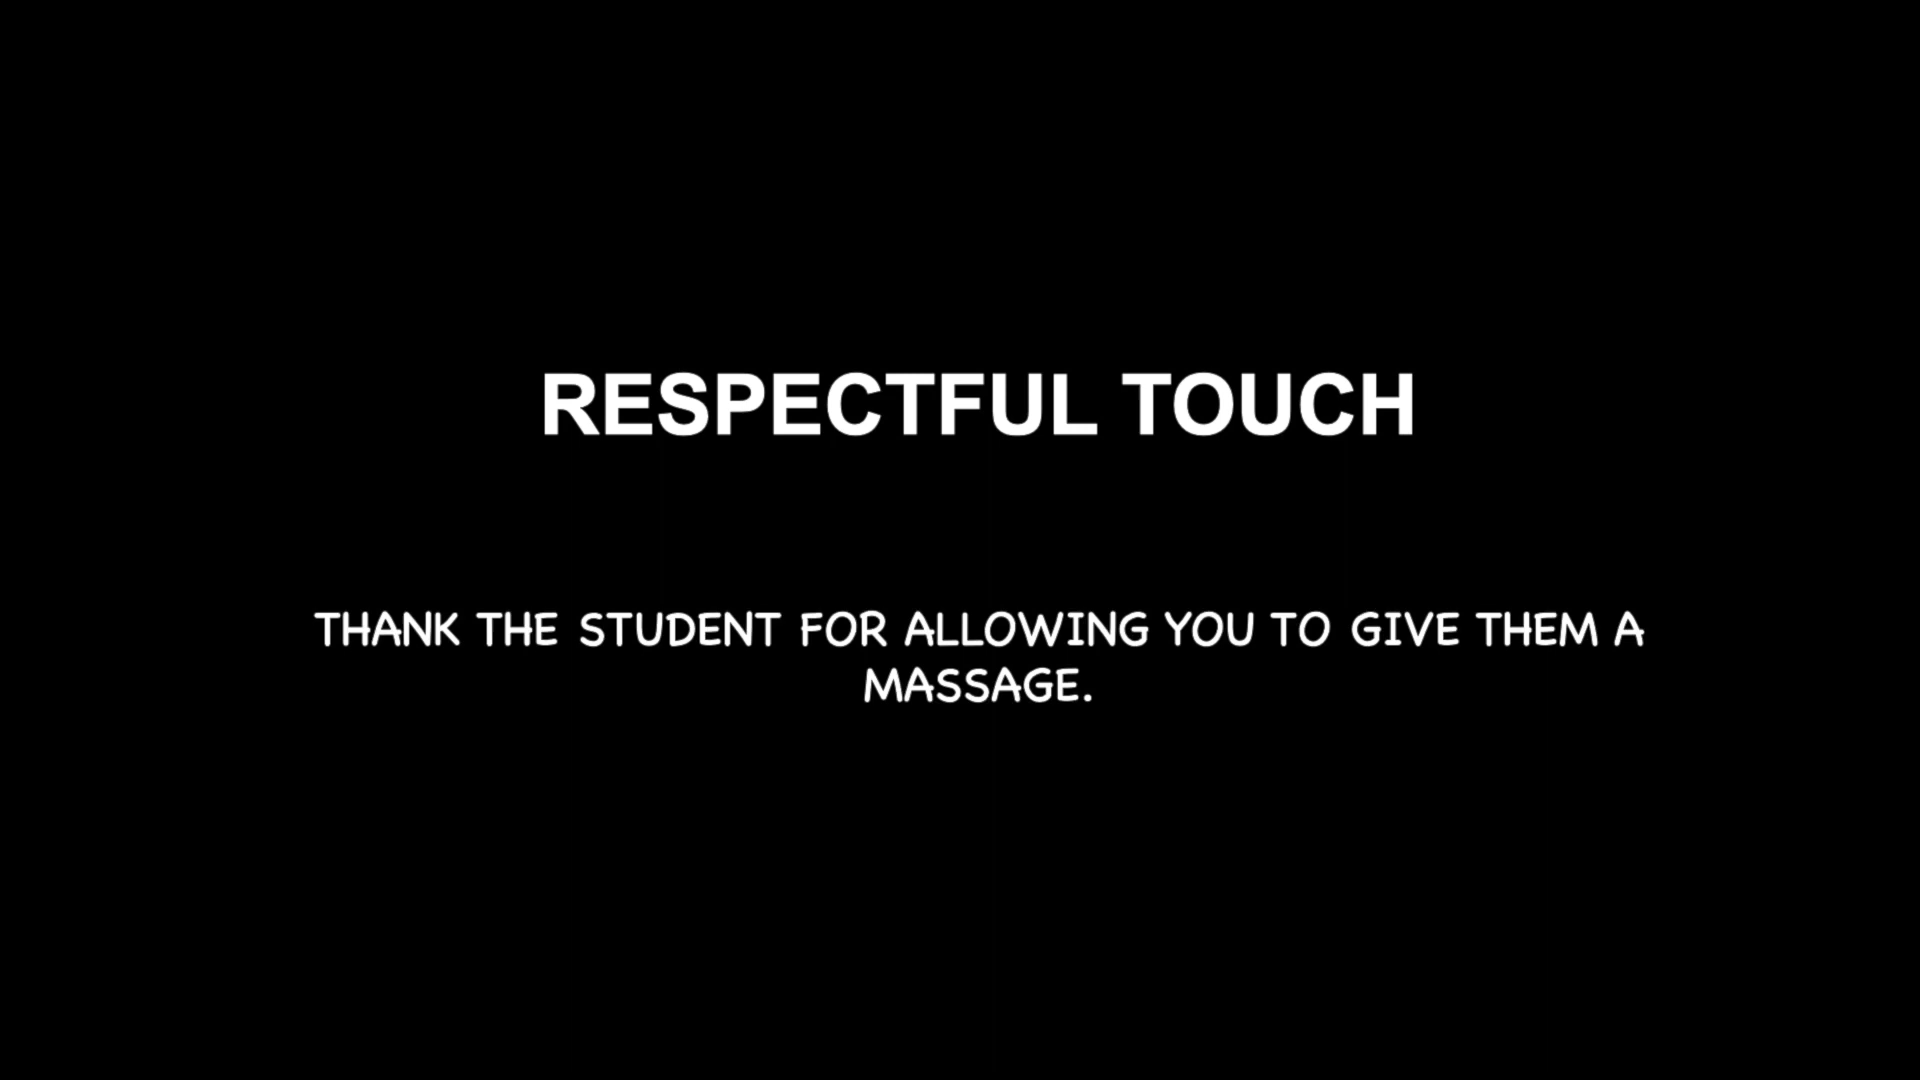 RESPECTFUL TOUCH
THANK THE STUDENT FOR ALLOWING YOU TO GIVE THEM A
MASSAGE.